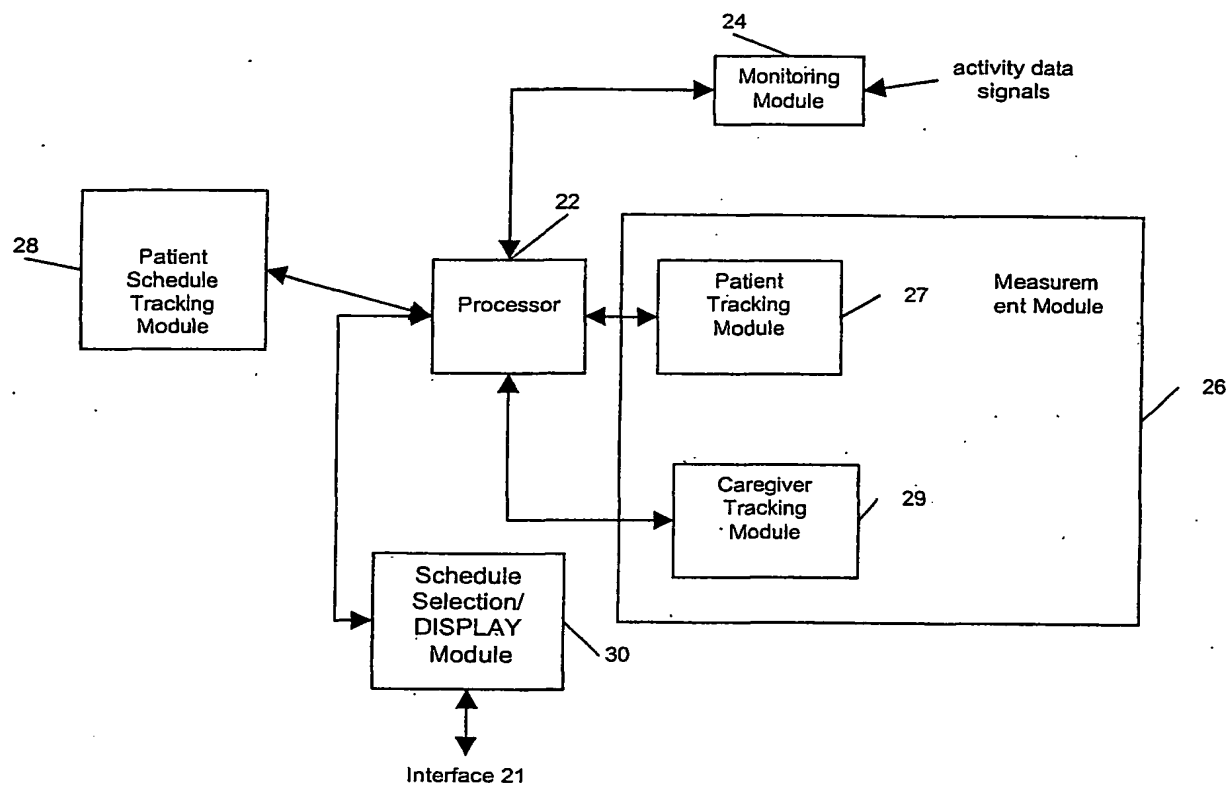 24
Monitoring
Module
activity data
signals
22
28
Patient
Schedule
Tracking
Module
Processor
Patient
Tracking
Module
27
Measurem
ent Module
26
Caregiver
Tracking
Module
29
Schedule
Selection/
DISPLAY
Module
30
Interface 21